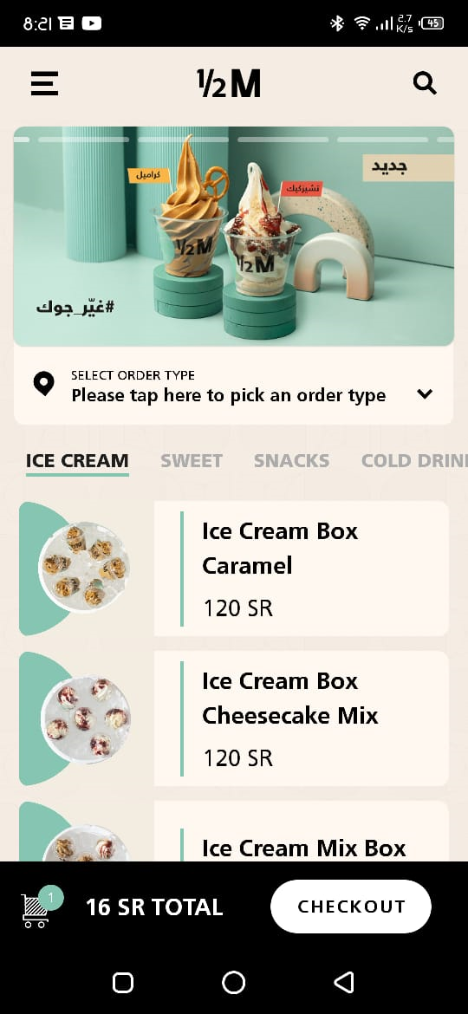 8:21
2.7
K/s
45
½M
جديد
كراميل
تشيزكيك
½M
½M
#غيّر_جوك
SELECT ORDER TYPE
Please tap here to pick an order type
ICE CREAM SWEET SNACKS COLD DRIN
Ice Cream Box
Caramel
120 SR
Ice Cream Box
Cheesecake Mix
120 SR
Ice Cream Mix Box
1
16 SR TOTAL
CHECKOUT